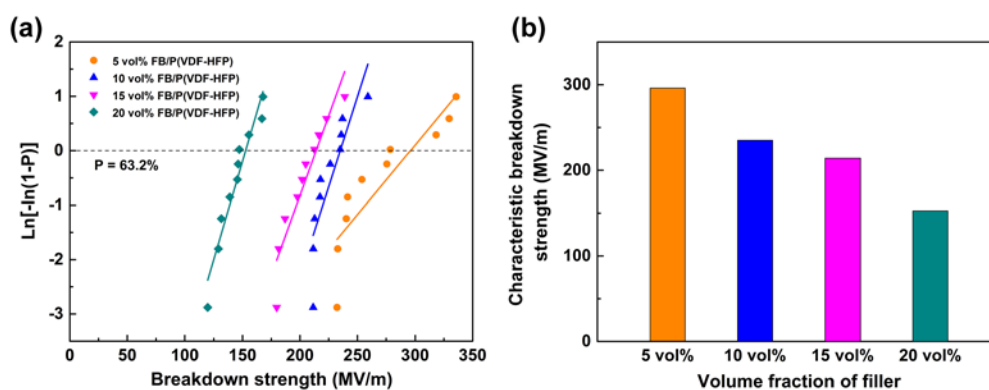 (a)
2
1
0
-1
-2
-3
Ln[-ln(1-P)]
5 vol% FB/P(VDF-HFP)
10 vol% FB/P(VDF-HFP)
15 vol% FB/P(VDF-HFP)
20 vol% FB/P(VDF-HFP)
P = 63.2%
0 50 100 150 200 250 300 350
Breakdown strength (MV/m)
(b)
Characteristic breakdown
strength (MV/m)
300
200
100
0
5 vol% 10 vol% 15 vol% 20 vol%
Volume fraction of filler